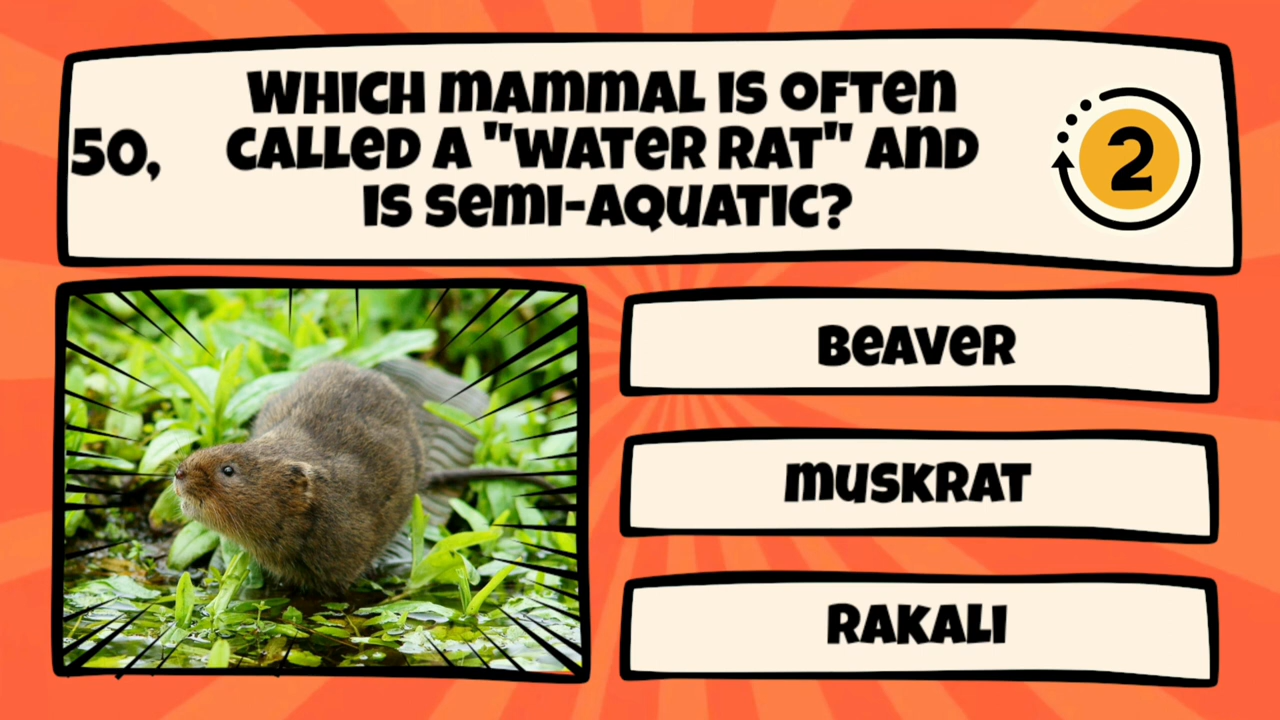 50,
WHICH MAMMAL IS OFTEN
CALLED A "WATER RAT" AND
IS SEMI-AQUATIC?
2
BEAVER
MUSKRAT
RAKALI